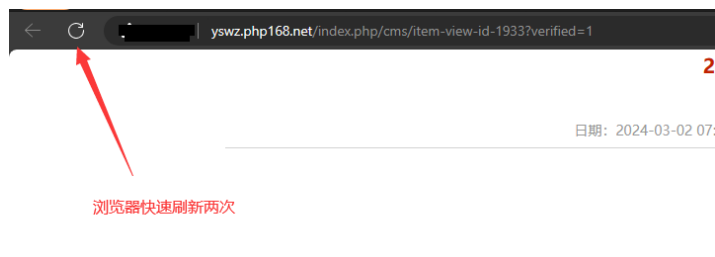 yswz.php168.net/index.php/cms/item-view-id-1933?verified=1
2
日期：2024-03-02 07:
浏览器快速刷新两次